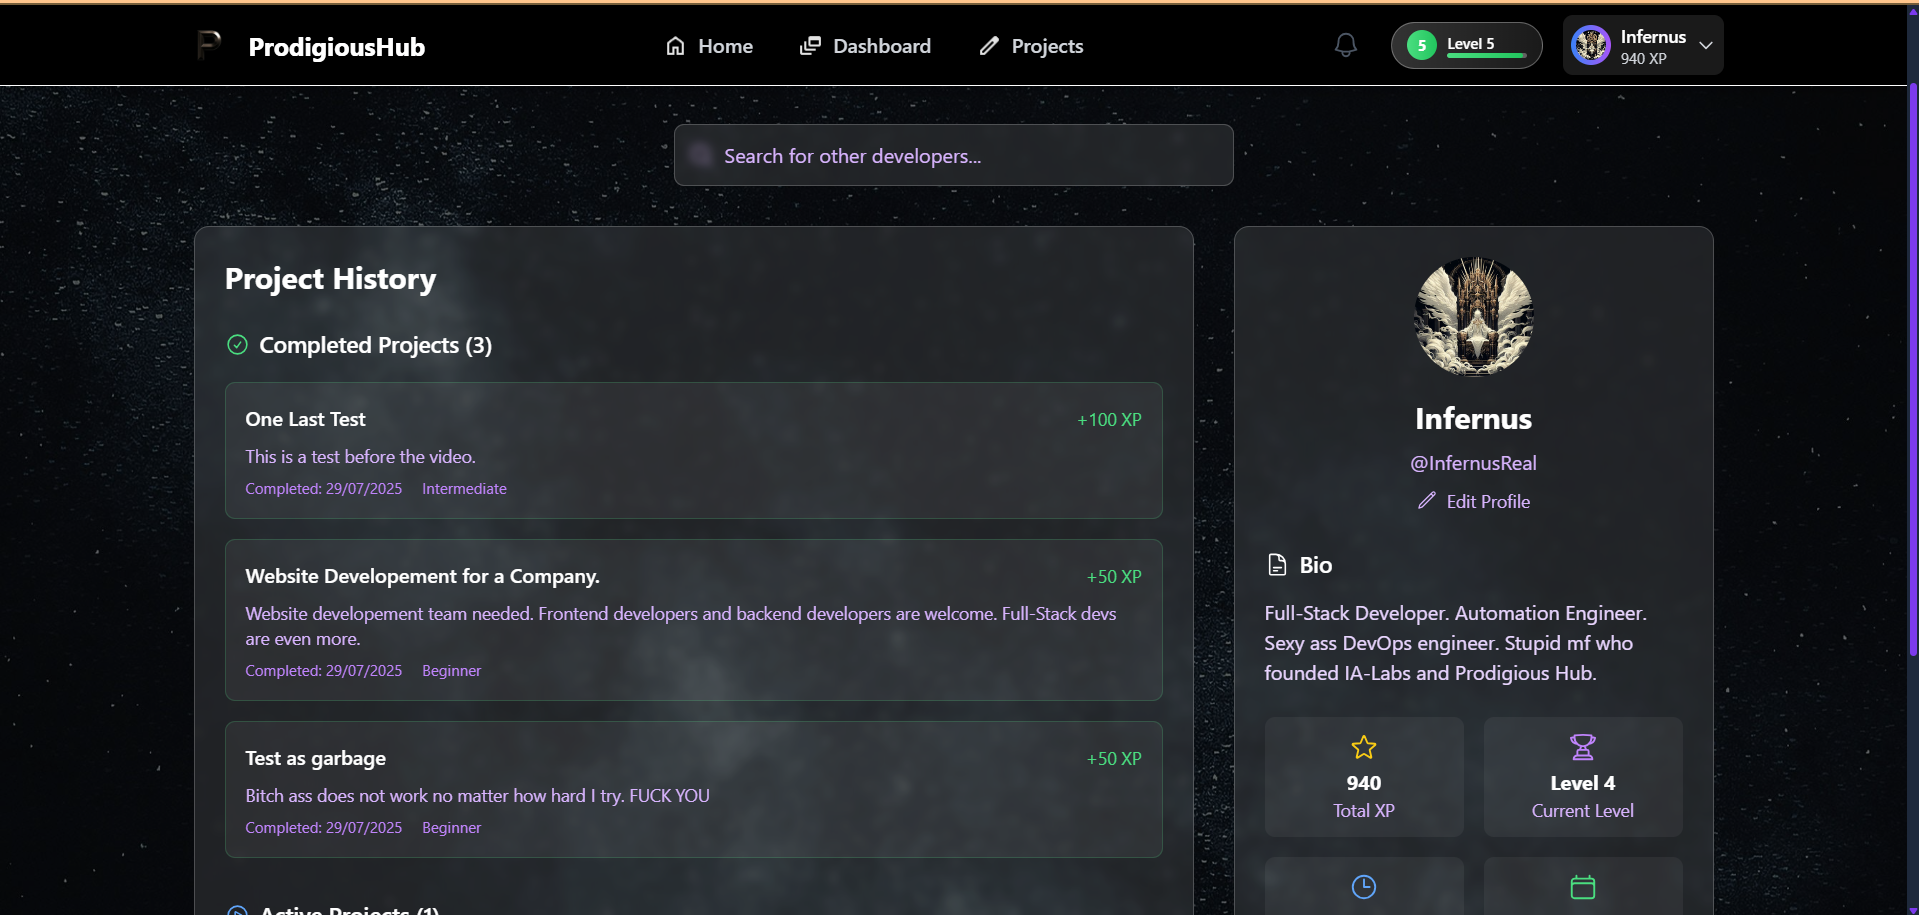 ProdigiousHub
Home
Dashboard
Projects
5
Level 5
Infernus
940 XP
Search for other developers...
Project History
Completed Projects (3)
One Last Test
+100 XP
This is a test before the video.
Completed: 29/07/2025 Intermediate
Website Developement for a Company.
+50 XP
Website developement team needed. Frontend developers and backend developers are welcome. Full-Stack devs
are even more.
Completed: 29/07/2025 Beginner
Test as garbage
+50 XP
Bitch ass does not work no matter how hard I try. FUCK YOU
Completed: 29/07/2025 Beginner
Active Projects (1)
Infernus
@InfernusReal
Edit Profile
Bio
Full-Stack Developer. Automation Engineer.
Sexy ass DevOps engineer. Stupid mf who
founded IA-Labs and Prodigious Hub.
940
Total XP
Level 4
Current Level